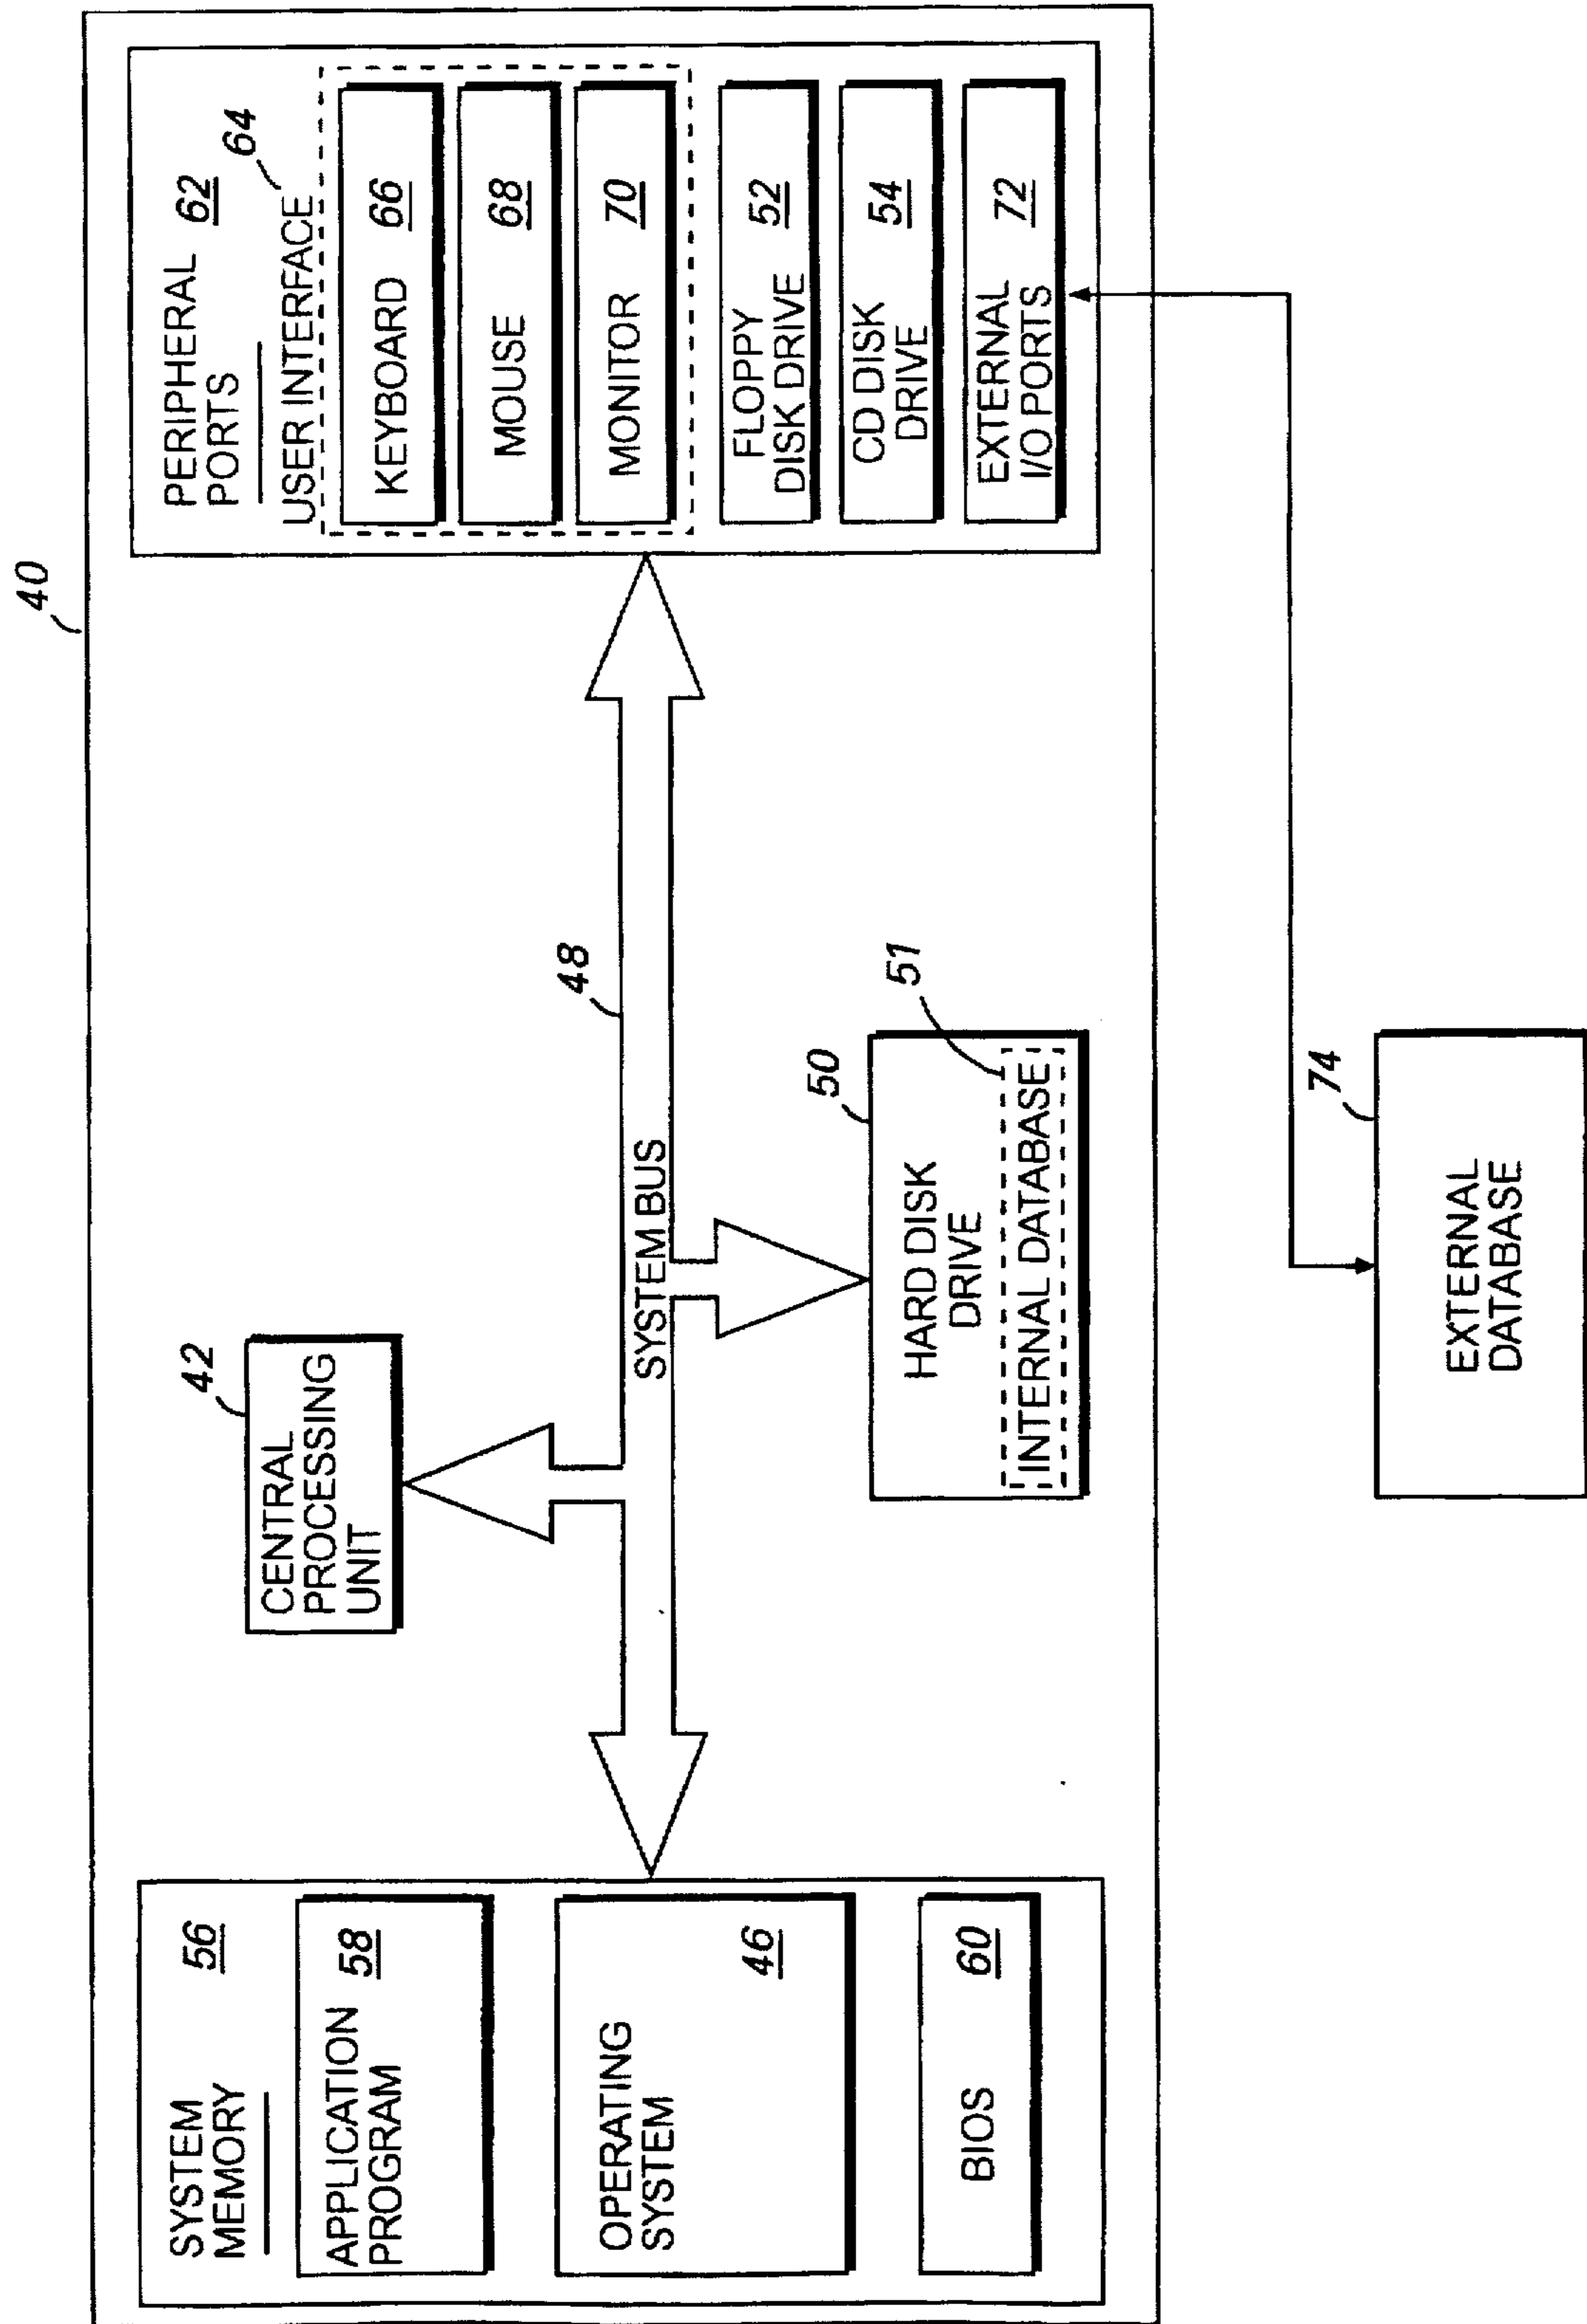 40
SYSTEM
MEMORY
56
APPLICATION
PROGRAM
58
OPERATING
SYSTEM
46
BIOS
60
CENTRAL
PROCESSING
UNIT
42
SYSTEM BUS
48
HARD DISK
DRIVE
50
INTERNAL DATABASE
51
PERIPHERAL
PORTS
62
USER INTERFACE
64
KEYBOARD
66
MOUSE
68
MONITOR
70
FLOPPY
DISK DRIVE
52
CD DISK
DRIVE
54
EXTERNAL
I/O PORTS
72
EXTERNAL
DATABASE
74